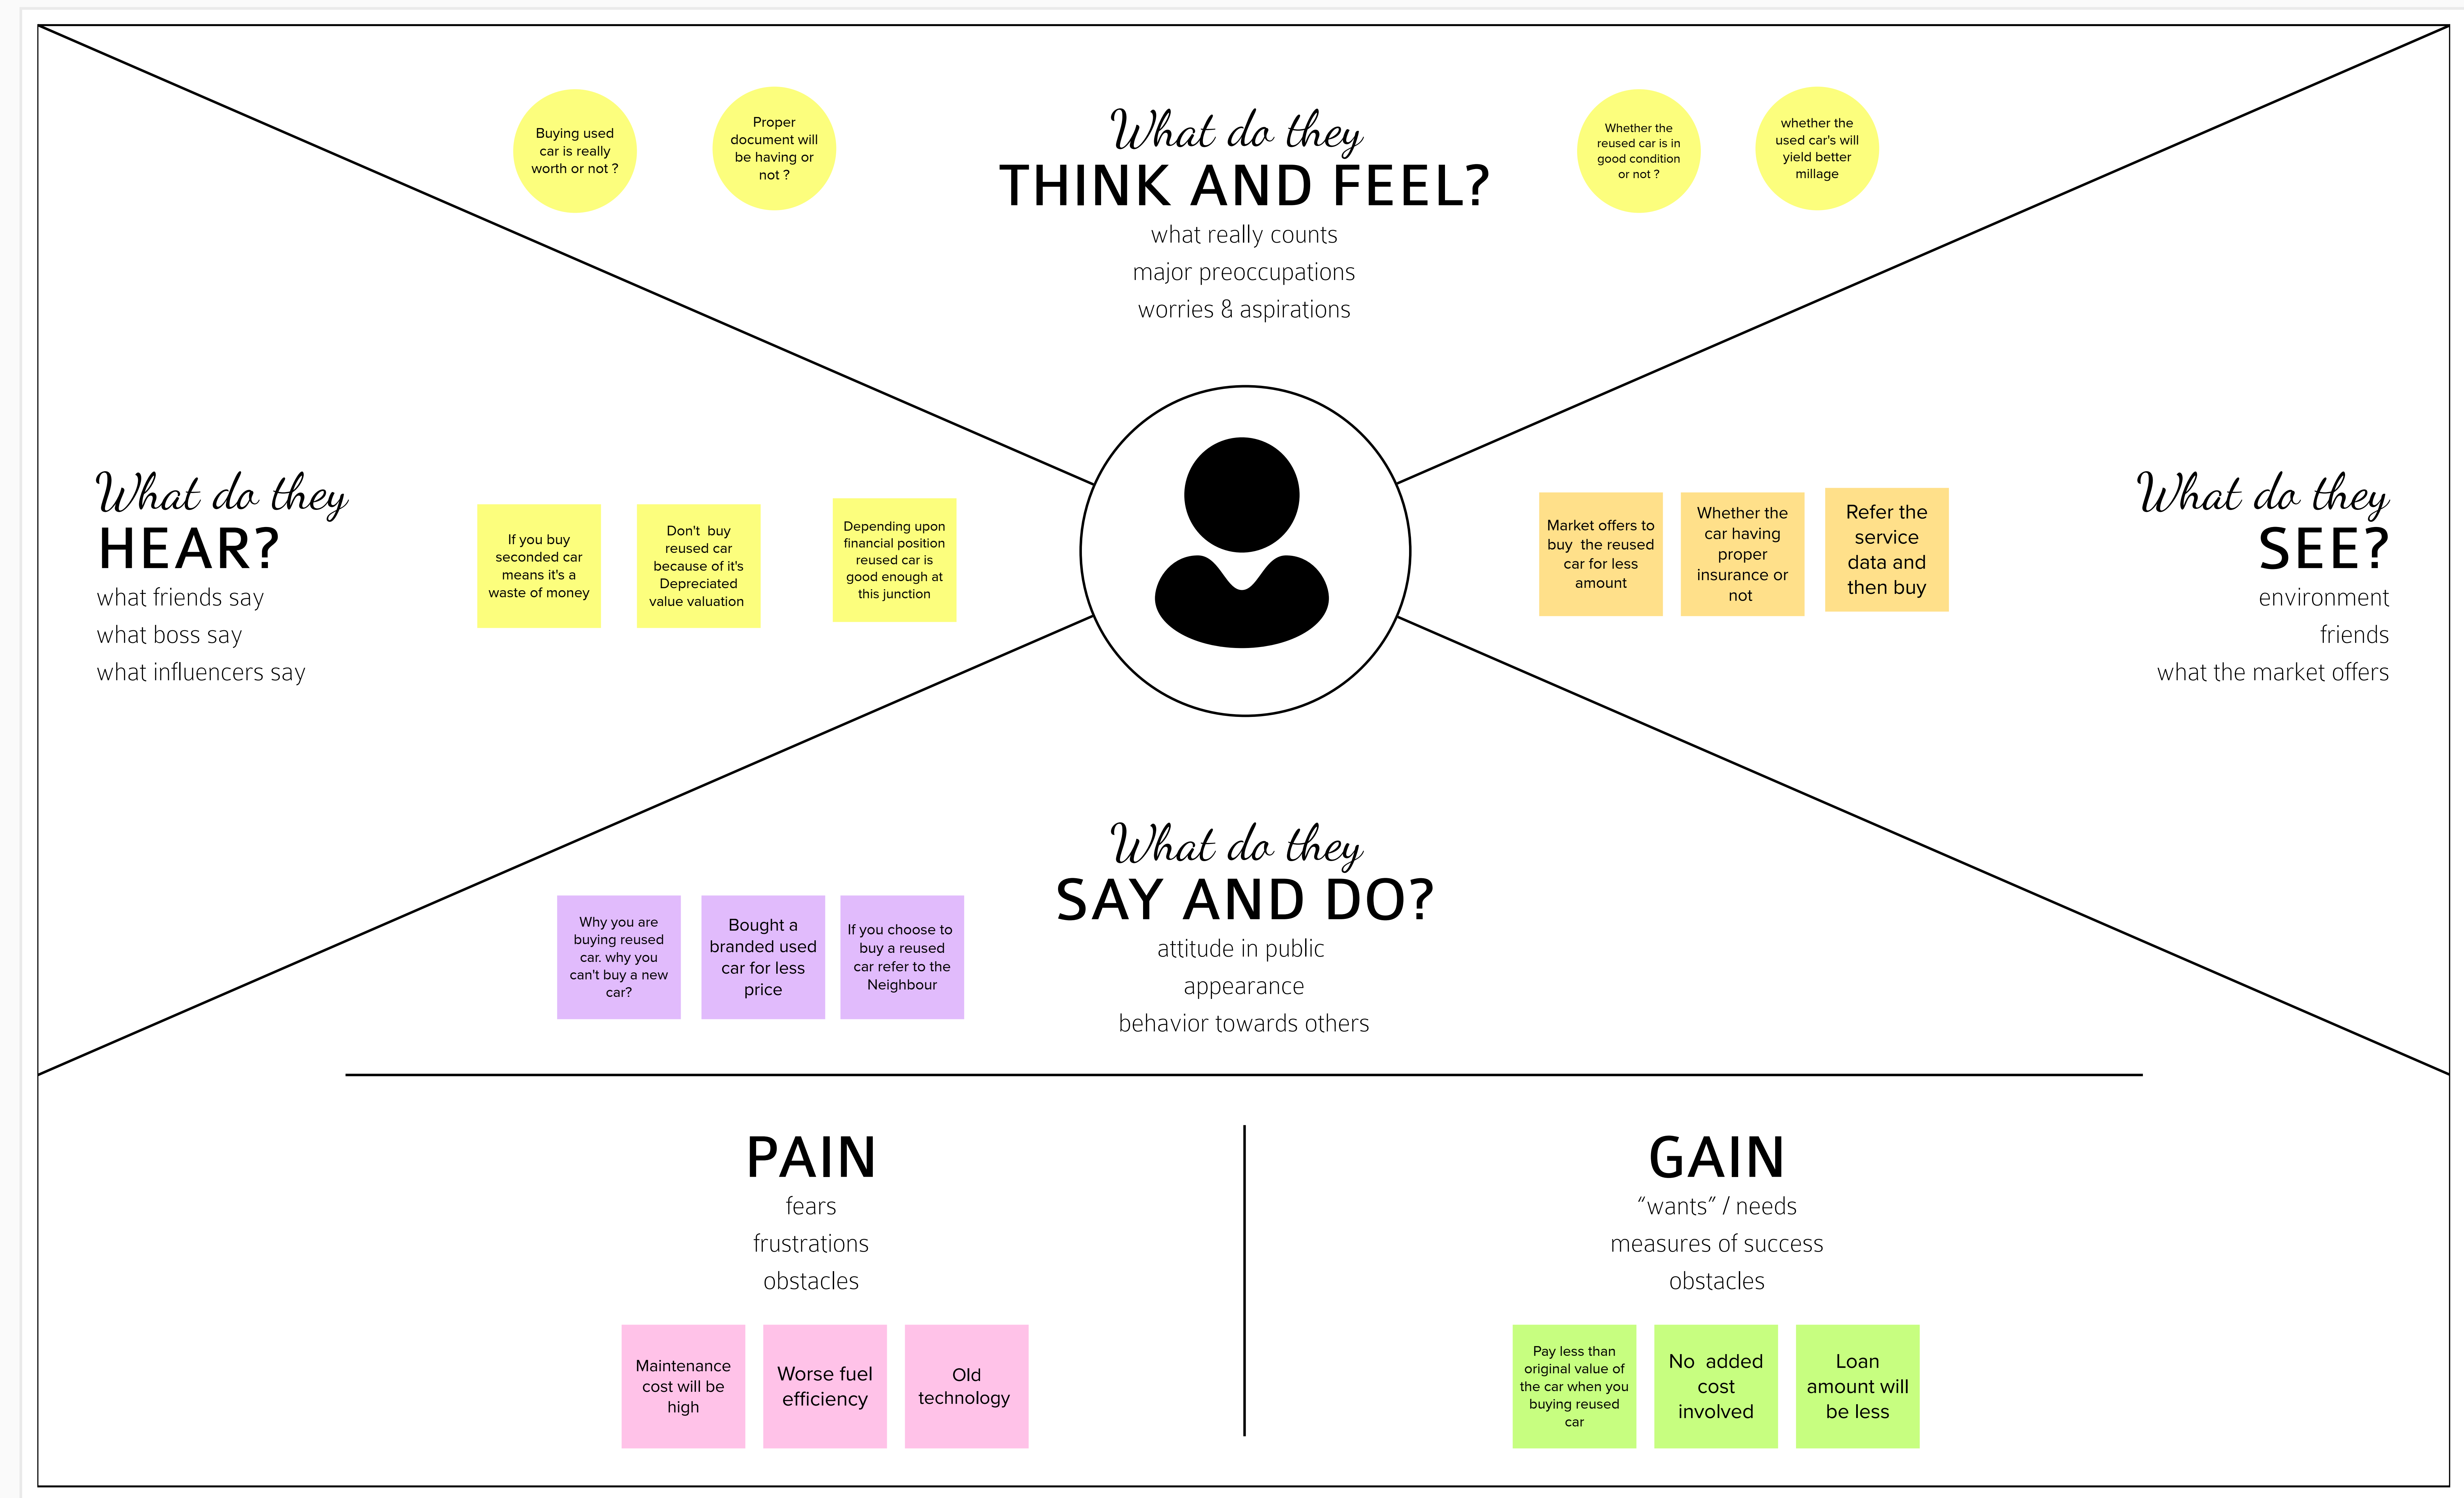 Buying used
car is really
worth or not ?
Proper
document will
be having or
not ?
What do they
THINK AND FEEL?
what really counts
major preoccupations
worries & aspirations
Whether the
reused car is in
good condition
or not ?
whether the
used car's will
yield better
millage
What do they
HEAR?
what friends say
what boss say
what influencers say
If you buy
seconded car
means it's a
waste of money
Don't  buy
reused car
because of it's
Depreciated
value valuation
Depending upon
financial position
reused car is
good enough at
this junction
Market offers to
buy  the reused
car for less
amount
Whether the
car having
proper
insurance or
not
Refer the
service
data and
then buy
What do they
SEE?
environment
friends
what the market offers
What do they
SAY AND DO?
attitude in public
appearance
behavior towards others
Why you are
buying reused
car. why you
can't buy a new
car?
Bought a
branded used
car for less
price
If you choose to
buy a reused
car refer to the
Neighbour
PAIN
fears
frustrations
obstacles
Maintenance
cost will be
high
Worse fuel
efficiency
Old
technology
GAIN
“wants” / needs
measures of success
obstacles
Pay less than
original value of
the car when you
buying reused
car
No  added
cost
involved
Loan
amount will
be less